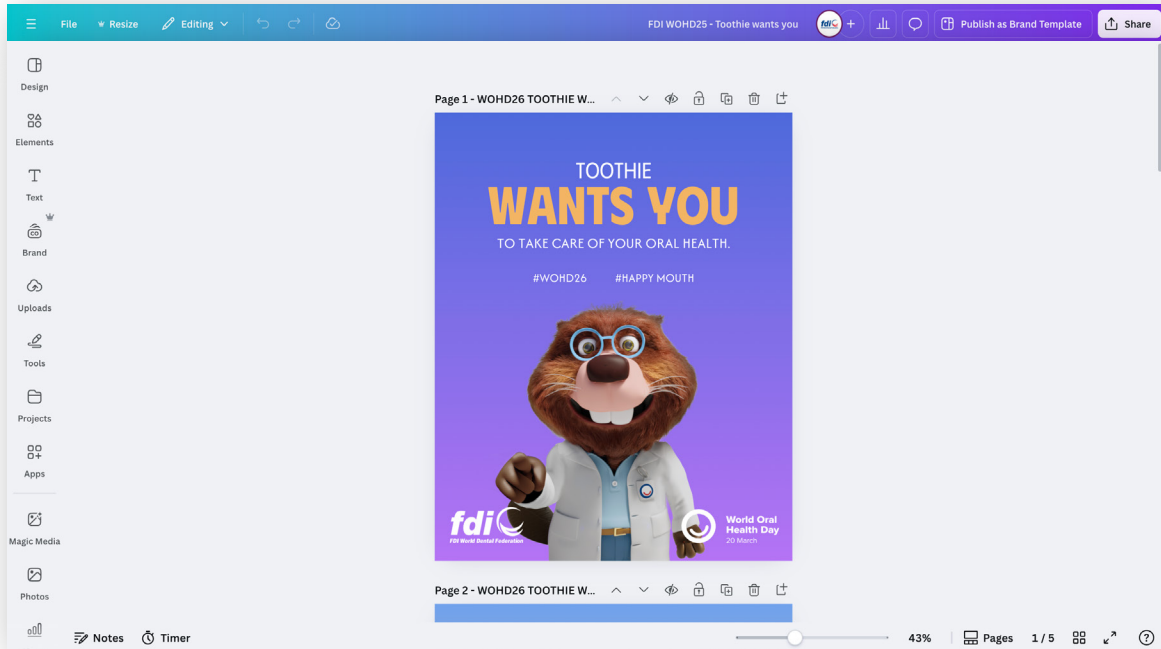 File
Resize
Editing
FDI WOHD25 - Toothie wants you
fdi
+
Publish as Brand Template
Share
Design
Elements
Text
Brand
CO
Uploads
Tools
Projects
Apps
Magic Media
Photos
Page 1 - WOHD26 TOOTHIE W...
TOOTHIE
WANTS YOU
TO TAKE CARE OF YOUR ORAL HEALTH.
#WOHD26 #HAPPY MOUTH
fdi
FDI World Dental Federation
World Oral
Health Day
20 March
Page 2 - WOHD26 TOOTHIE W...
Notes
Timer
43%
Pages
1 / 5
?